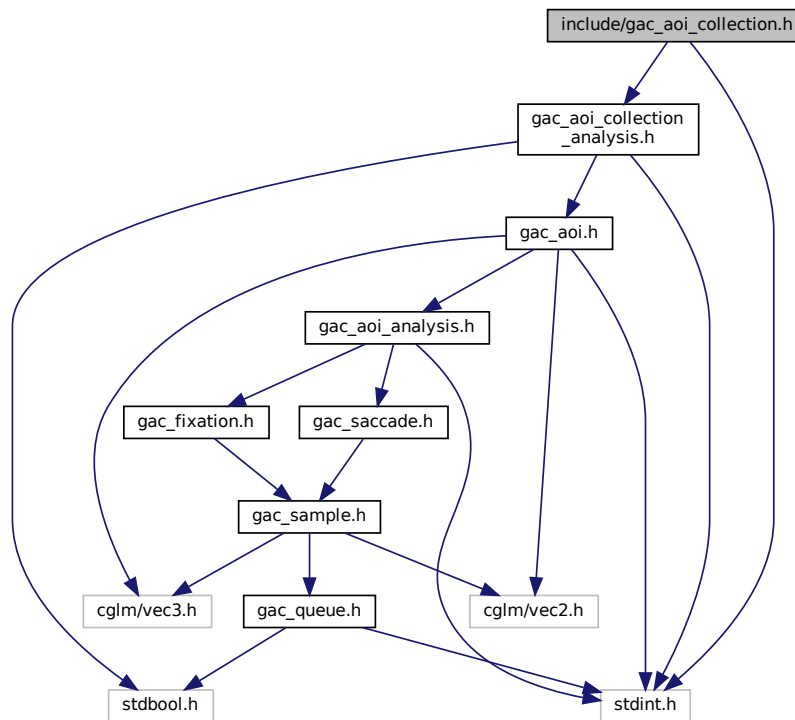 include/gac_aoi_collection.h
gac_aoi_collection
_analysis.h
gac_aoi.h
gac_aoi_analysis.h
gac_fixation.h
gac_saccade.h
gac_sample.h
cglm/vec3.h
gac_queue.h
cglm/vec2.h
stdbool.h
stdint.h